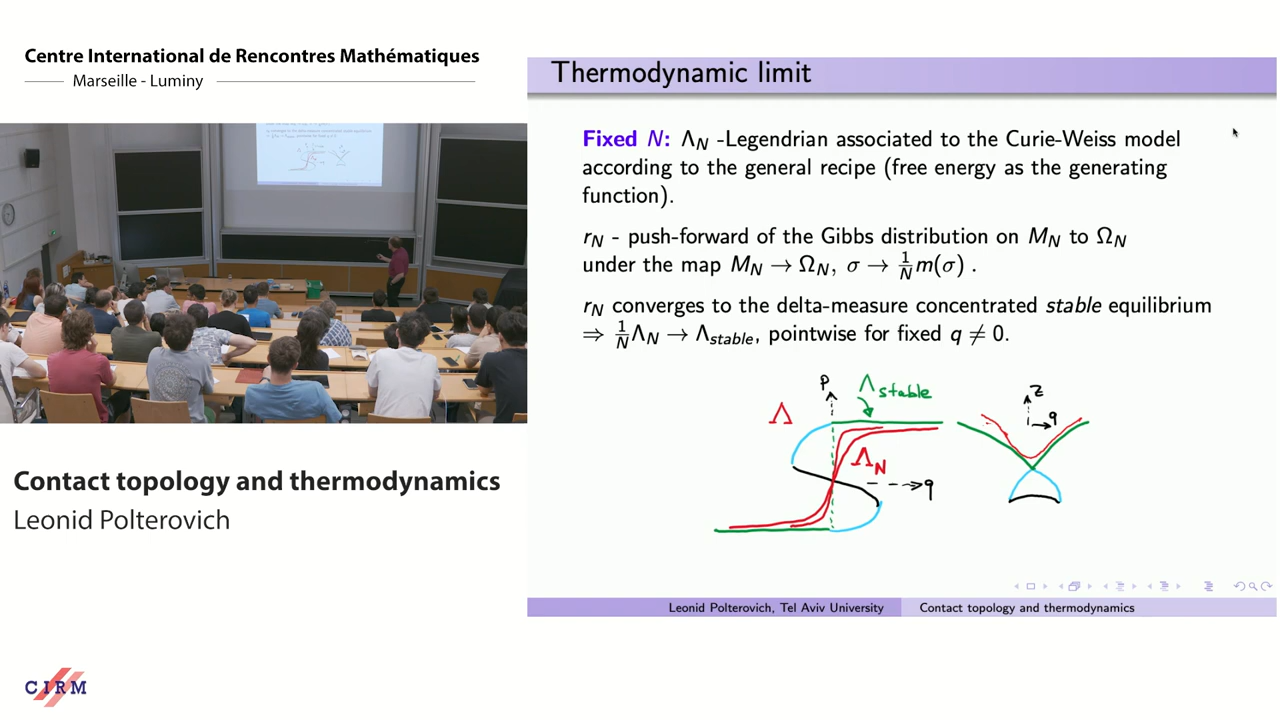 Centre International de Rencontres Mathématiques
Marseille - Luminy
Thermodynamic limit
Fixed N: Λ_N -Legendrian associated to the Curie-Weiss model
according to the general recipe (free energy as the generating
function).
r_N - push-forward of the Gibbs distribution on M_N to Ω_N
under the map M_N → Ω_N, σ → 1/N m(σ) .
r_N converges to the delta-measure concentrated stable equilibrium
⇒ 1/N Λ_N → Λ_stable, pointwise for fixed q ≠ 0.
P
Λ stable
Λ
Λ_N
q
z
q
Contact topology and thermodynamics
Leonid Polterovich
Leonid Polterovich, Tel Aviv University
Contact topology and thermodynamics
CIRM